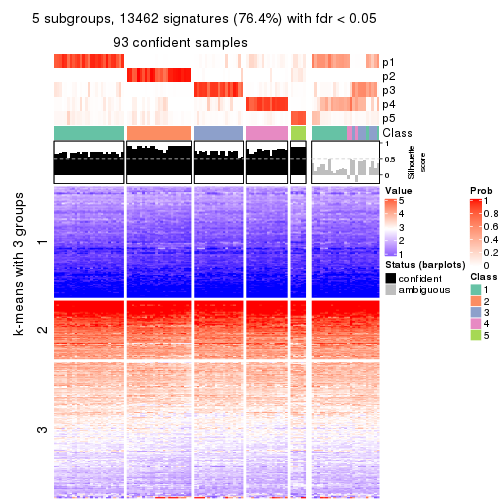 5 subgroups, 13462 signatures (76.4%) with fdr < 0.05
93 confident samples
p1
p2
p3
p4
p5
Class
1
0.5
0
Silhouette
score
k-means with 3 groups
1
2
3
Value
5
4
3
2
1
Status (barplots)
confident
ambiguous
Prob
1
0.8
0.6
0.4
0.2
0
Class
1
2
3
4
5